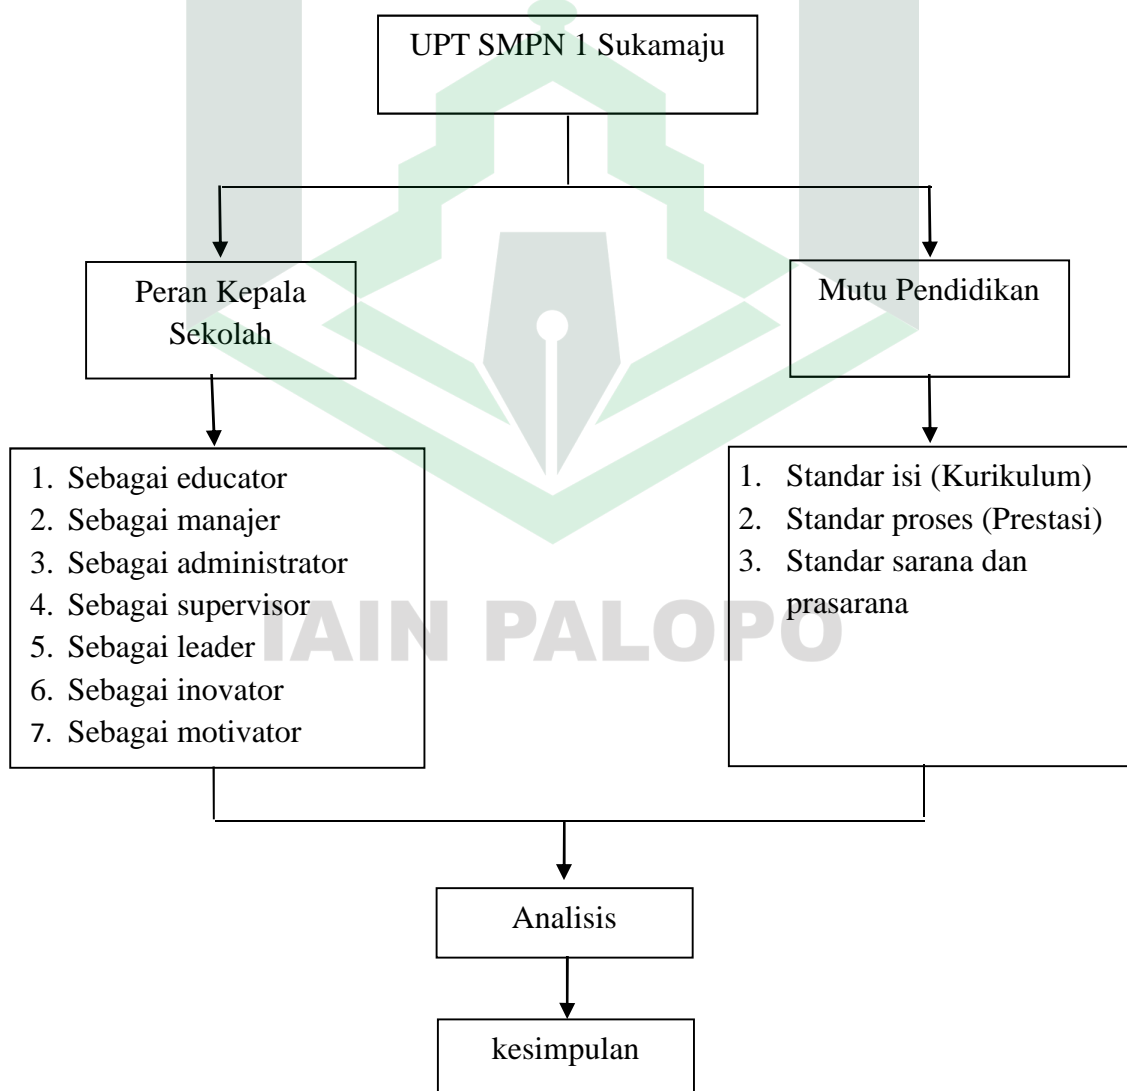 UPT SMPN 1 Sukamaju
Peran Kepala
Sekolah
Mutu Pendidikan
1. Sebagai educator
2. Sebagai manajer
3. Sebagai administrator
4. Sebagai supervisor
5. Sebagai leader
6. Sebagai inovator
7. Sebagai motivator
1. Standar isi (Kurikulum)
2. Standar proses (Prestasi)
3. Standar sarana dan
prasarana
IAIN PALOPO
Analisis
kesimpulan